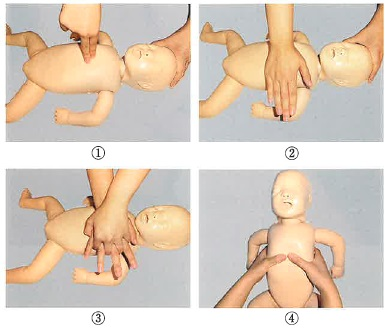 ① ②
③ ④